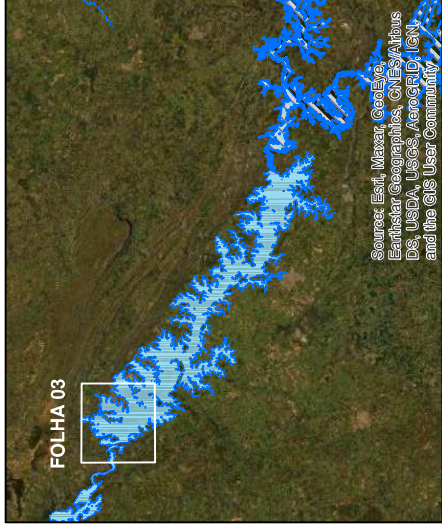 FOLHA 03
Source: Esri, Maxar, GeoEye,
Earthstar Geographics, CNES/Airbus
DS, USDA, USGS, AeroGRID, IGN,
and the GIS User Community